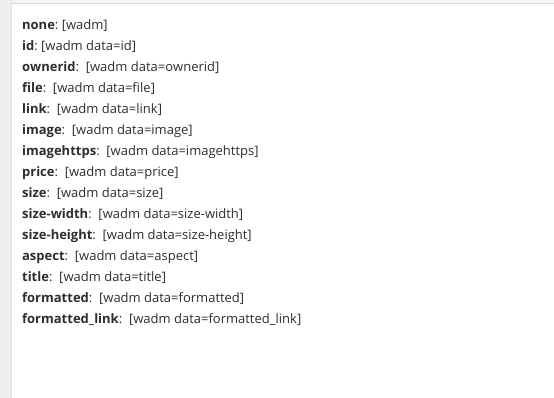 none: [wadm]
id: [wadm data=id]
ownerid: [wadm data=ownerid]
file: [wadm data=file]
link: [wadm data=link]
image: [wadm data=image]
imagehttps: [wadm data=imagehttps]
price: [wadm data=price]
size: [wadm data=size]
size-width: [wadm data=size-width]
size-height: [wadm data=size-height]
aspect: [wadm data=aspect]
title: [wadm data=title]
formatted: [wadm data=formatted]
formatted_link: [wadm data=formatted_link]